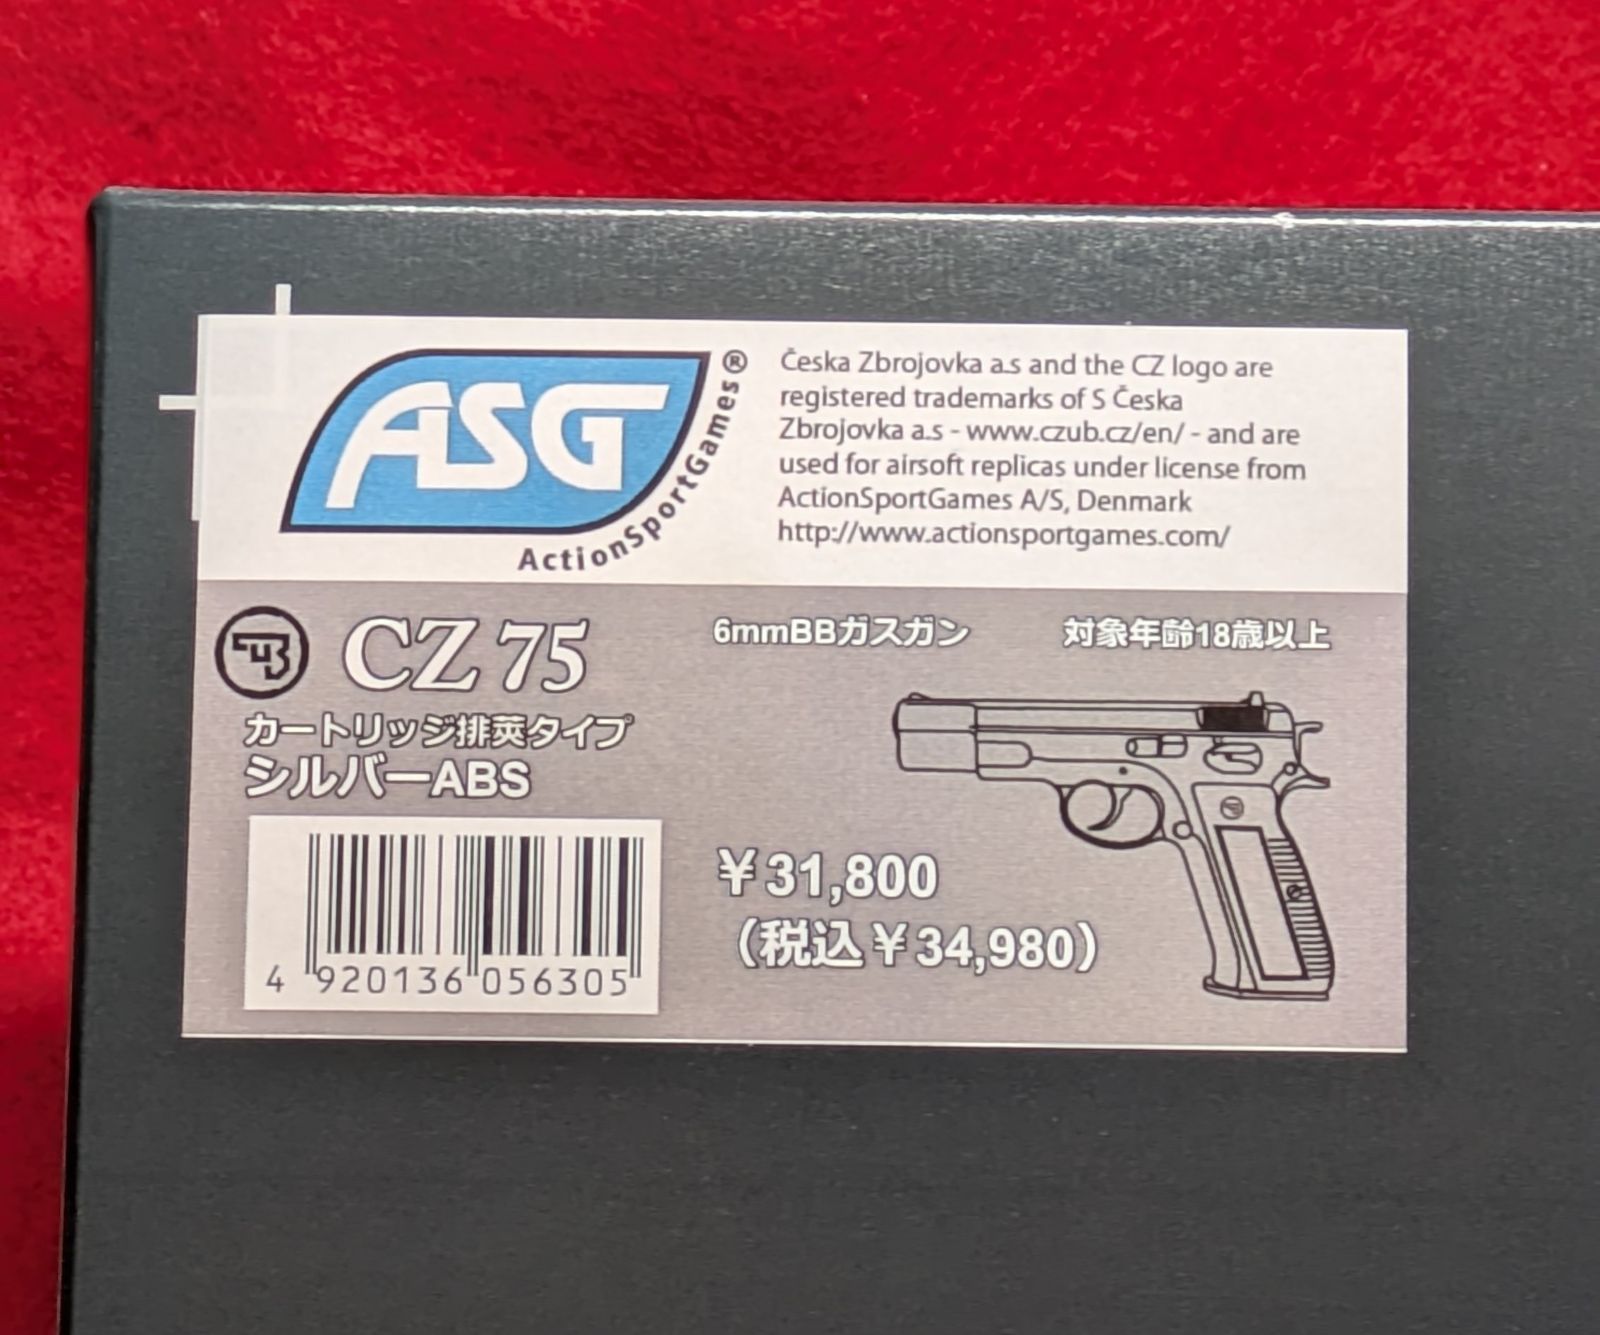 ASG®
ActionSportGames
Česka Zbrojovka a.s and the CZ logo are
registered trademarks of S Česka
Zbrojovka a.s - www.czub.cz/en/ - and are
used for airsoft replicas under license from
ActionSportGames A/S, Denmark
http://www.actionsportgames.com/
CZ 75
6mmBBガスガン
対象年齢18歳以上
カートリッジ排莢タイプ
シルバーABS
¥31,800
(税込¥34,980)
4 920136 056305